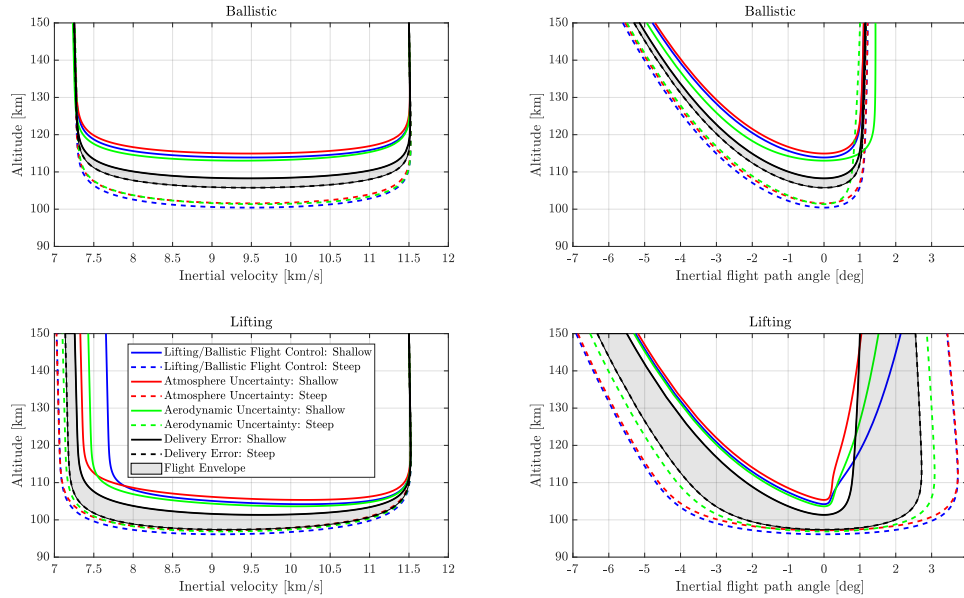 Ballistic
150
140
130
120
110
100
90
Altitude [km]
7 7.5 8 8.5 9 9.5 10 10.5 11 11.5 12
Inertial velocity [km/s]
Ballistic
150
140
130
120
110
100
90
Altitude [km]
-7 -6 -5 -4 -3 -2 -1 0 1 2 3
Inertial flight path angle [deg]
Lifting
150
140
130
120
110
100
90
Altitude [km]
Lifting/Ballistic Flight Control: Shallow
Lifting/Ballistic Flight Control: Steep
Atmosphere Uncertainty: Shallow
Atmosphere Uncertainty: Steep
Aerodynamic Uncertainty: Shallow
Aerodynamic Uncertainty: Steep
Delivery Error: Shallow
Delivery Error: Steep
Flight Envelope
7 7.5 8 8.5 9 9.5 10 10.5 11 11.5 12
Inertial velocity [km/s]
Lifting
150
140
130
120
110
100
90
Altitude [km]
-7 -6 -5 -4 -3 -2 -1 0 1 2 3
Inertial flight path angle [deg]